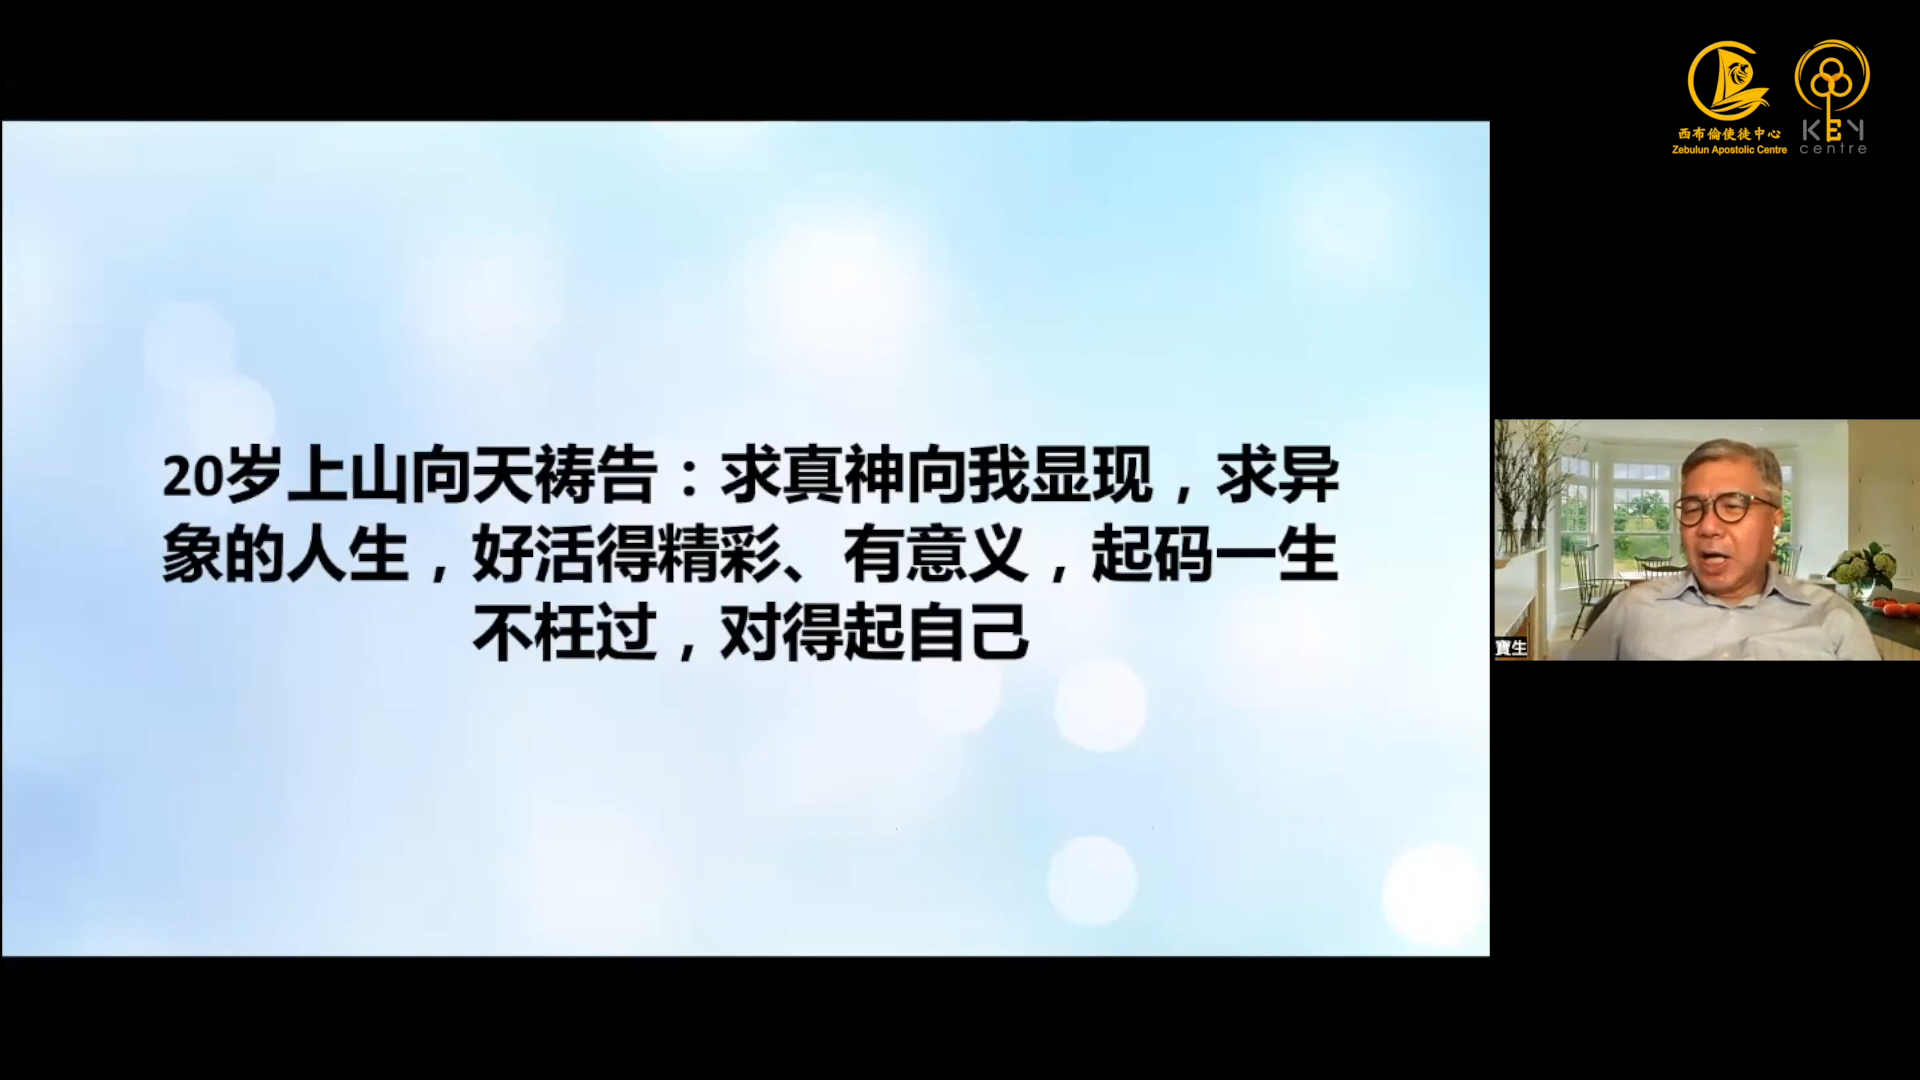 20岁上山向天祷告：求真神向我显现，求异
象的人生，好活得精彩、有意义，起码一生
不枉过，对得起自己
西布倫使徒中心
Zebulun Apostolic Centre
KEY
centre
寶生